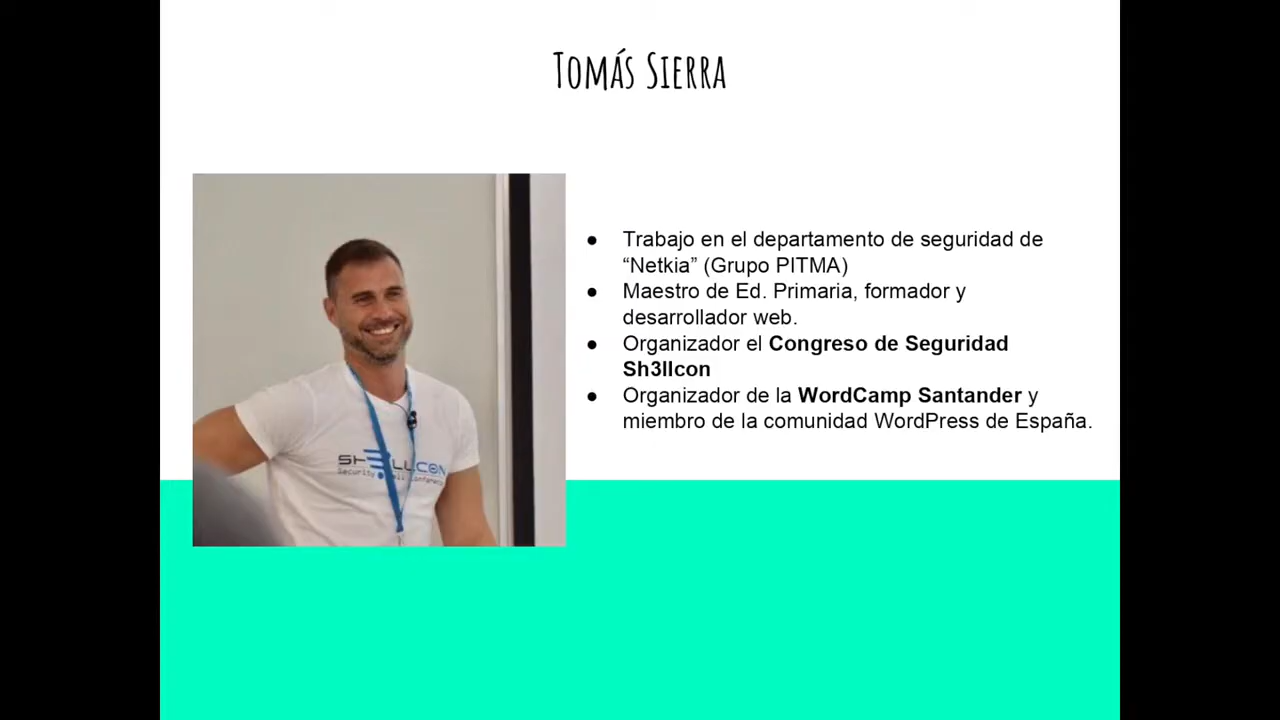 Tomás Sierra
Trabajo en el departamento de seguridad de
“Netkia” (Grupo PITMA)
Maestro de Ed. Primaria, formador y
desarrollador web.
Organizador el Congreso de Seguridad
Sh3llcon
Organizador de la WordCamp Santander y
miembro de la comunidad WordPress de España.
SH3LLCON
Security